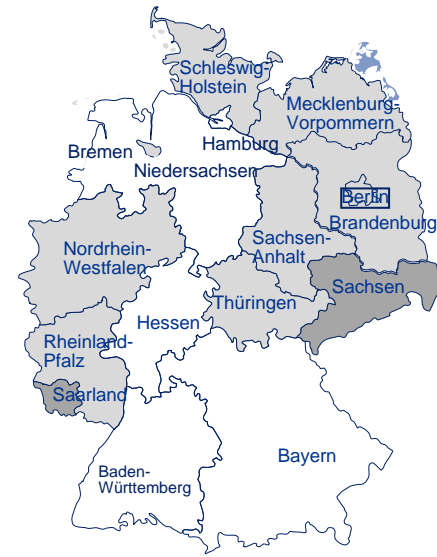 Schleswig-
Holstein
Mecklenburg-
Vorpommern
Hamburg
Bremen
Niedersachsen
Berlin
Brandenburg
Sachsen-
Anhalt
Nordrhein-
Westfalen
Sachsen
Thüringen
Hessen
Rheinland-
Pfalz
Saarland
Bayern
Baden-
Württemberg